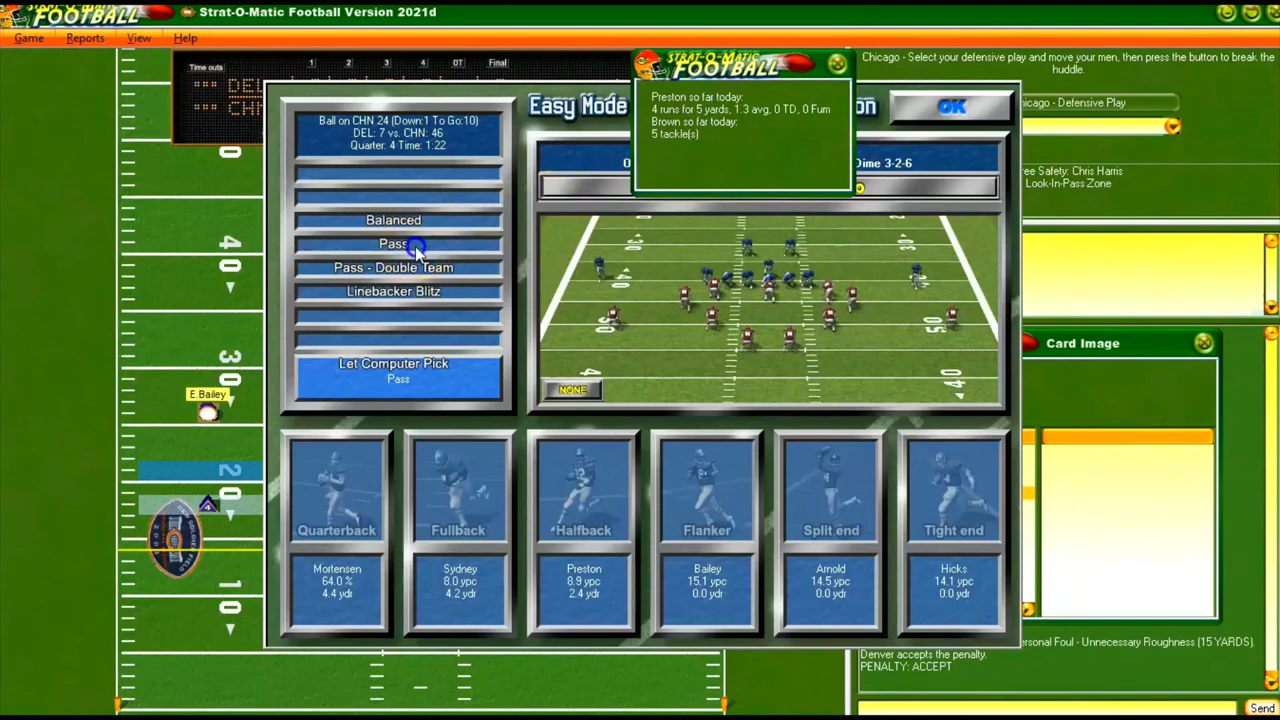 FOOTBALL
Strat-O-Matic Football Version 2021d
Game Reports View Help
Time outs 1 2 3 4 OT Final
STRAT-O-MATIC
FOOTBALL
Preston so far today:
4 runs for 5 yards, 1.3 avg, 0 TD, 0 Fum
Brown so far today:
5 tackle(s)
Chicago - Select your defensive play and move your men, then press the button to break the
huddle.
hicago - Defensive Play
ree Safety: Chris Harris
Look-In-Pass Zone
Easy Mode
on
OK
Ball on CHN 24 (Down:1 To Go:10)
DEL: 7 vs. CHN: 46
Quarter: 4 Time: 1:22
Balanced
Pass
Pass - Double Team
Linebacker Blitz
Let Computer Pick
Pass
Dime 3-2-6
NONE
Card Image
E.Bailey
Quarterback
Mortensen
64.0 %
4.4 ydr
Fullback
Sydney
8.0 ypc
4.2 ydr
Halfback
Preston
8.9 ypc
2.4 ydr
Flanker
Bailey
15.1 ypc
0.0 ydr
Split end
Arnold
14.5 ypc
0.0 ydr
Tight end
Hicks
14.1 ypc
0.0 ydr
ersonal Foul - Unnecessary Roughness (15 YARDS).
Denver accepts the penalty.
PENALTY: ACCEPT
Send